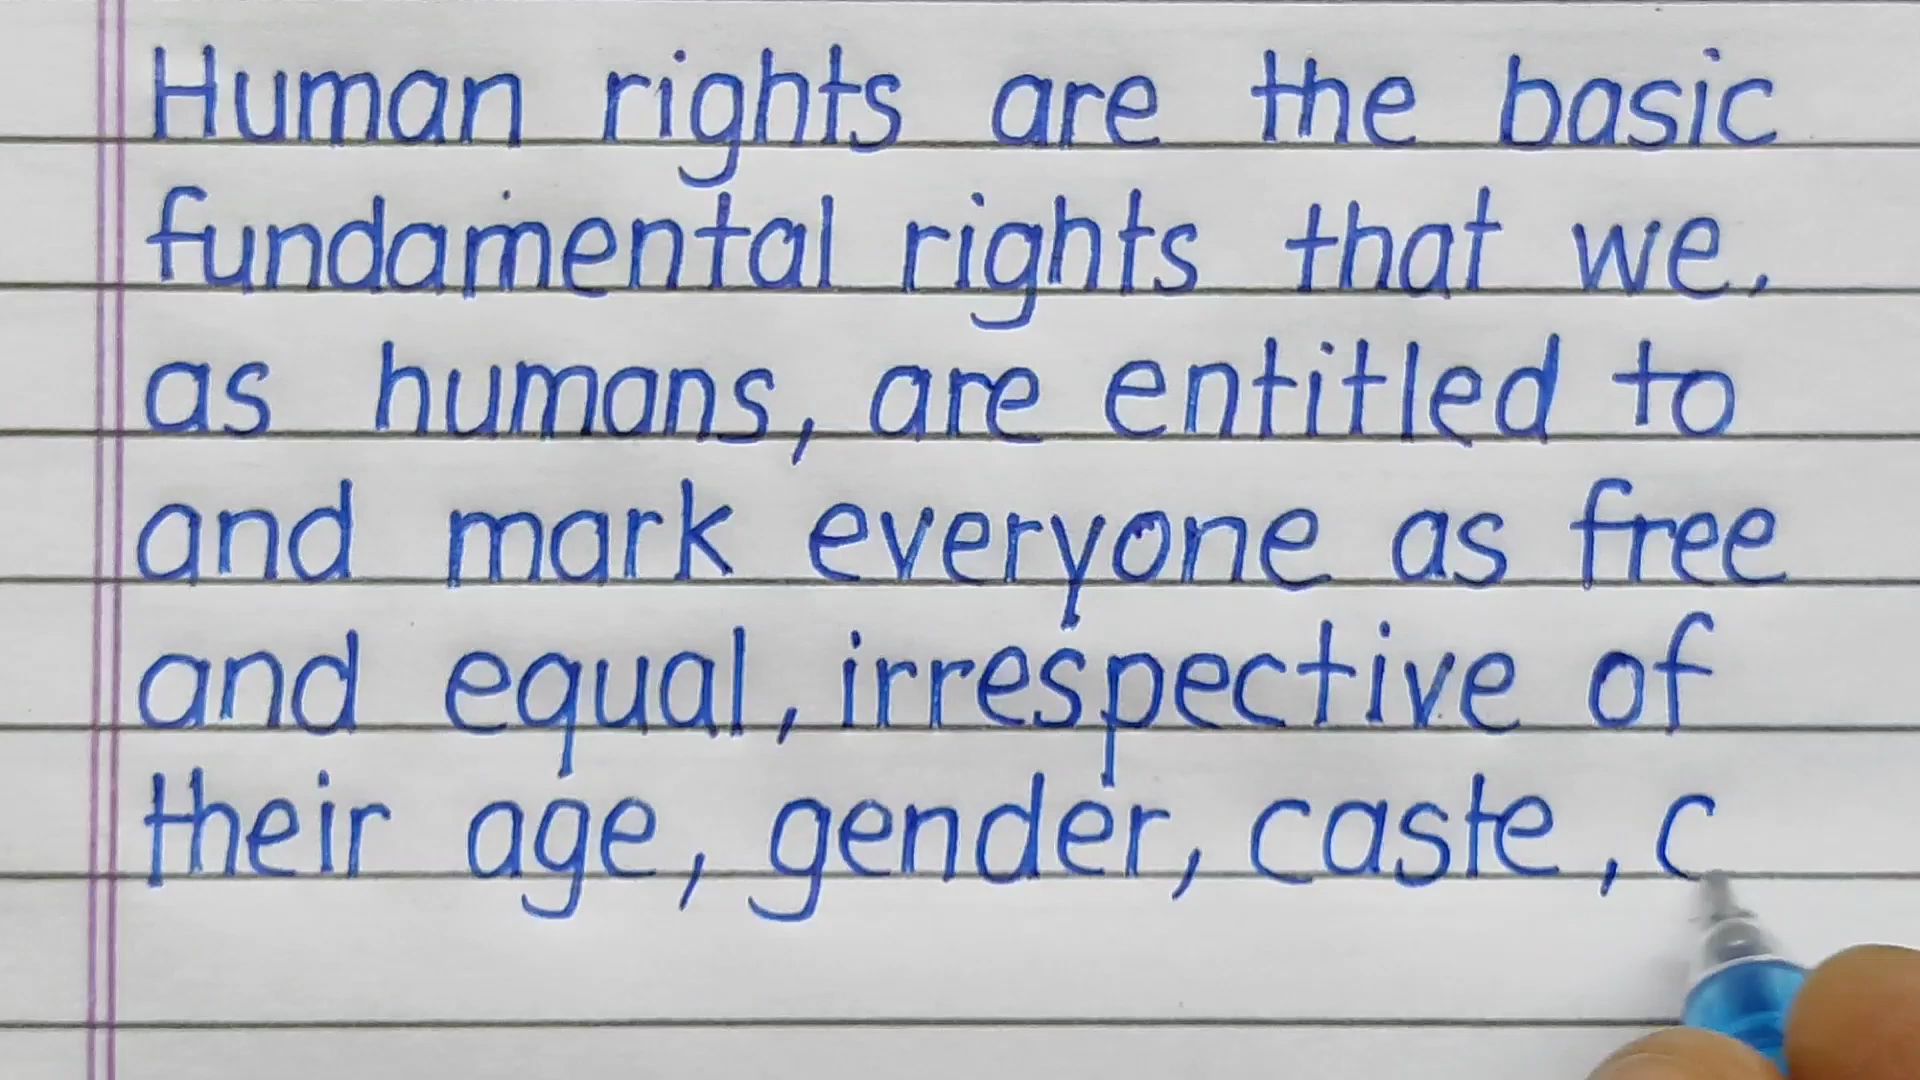 Human rights are the basic
fundamental rights that we,
as humans, are entitled to
and mark everyone as free
and equal, irrespective of
their age, gender, caste, c